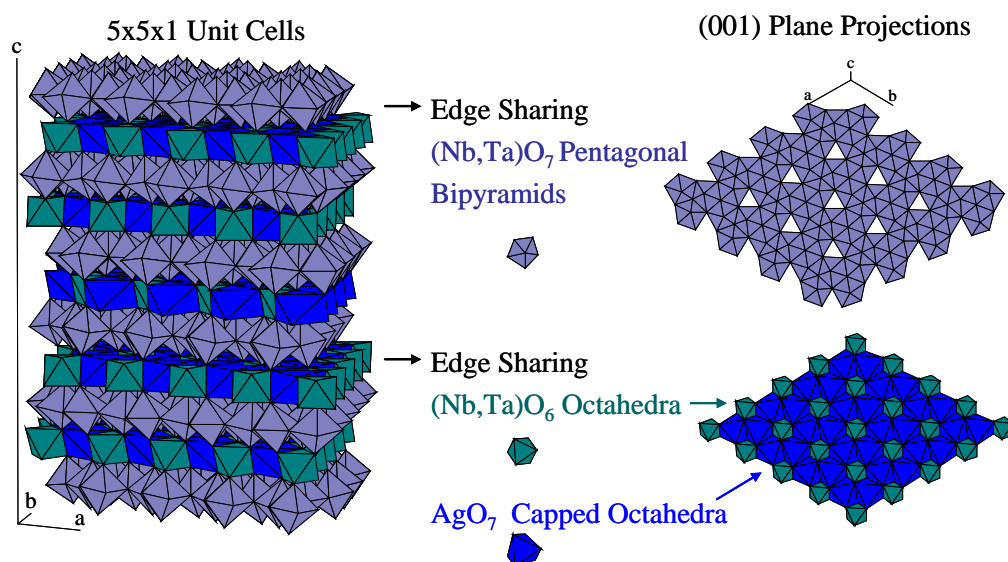 5x5x1 Unit Cells
(001) Plane Projections
c
c
a
b
Edge Sharing
(Nb,Ta)O7 Pentagonal
Bipyramids
Edge Sharing
(Nb,Ta)O6 Octahedra
AgO7 Capped Octahedra
b
a